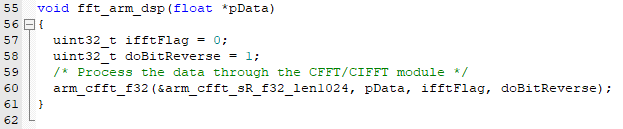 55 void fft_arm_dsp(float *pData)
56 {
57 uint32_t ifftFlag = 0;
58 uint32_t doBitReverse = 1;
59 /* Process the data through the CFFT/CIFFT module */
60 arm_cfft_f32(&arm_cfft_sR_f32_len1024, pData, ifftFlag, doBitReverse);
61 }
62